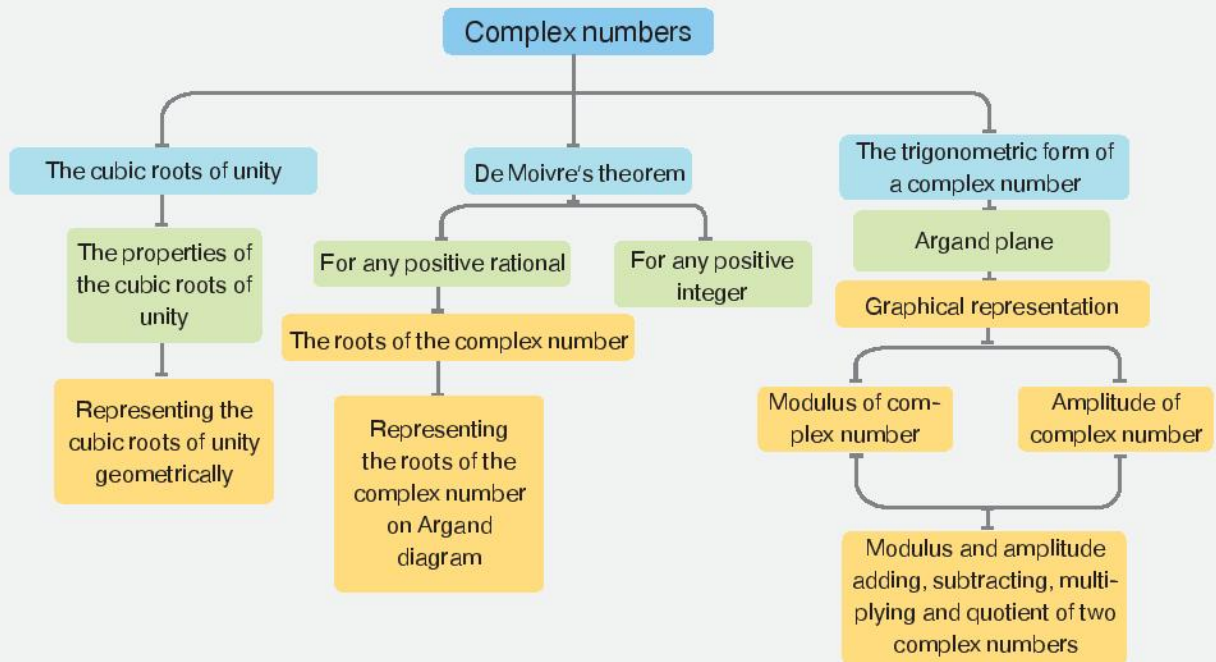 Complex numbers
The cubic roots of unity
The properties of
the cubic roots of
unity
Representing the
cubic roots of unity
geometrically
De Moivre's theorem
For any positive rational
The roots of the complex number
Representing
the roots of the
complex number
on Argand
diagram
For any positive
integer
The trigonometric form of
a complex number
Argand plane
Graphical representation
Modulus of com-
plex number
Amplitude of
complex number
Modulus and amplitude
adding, subtracting, multi-
plying and quotient of two
complex numbers